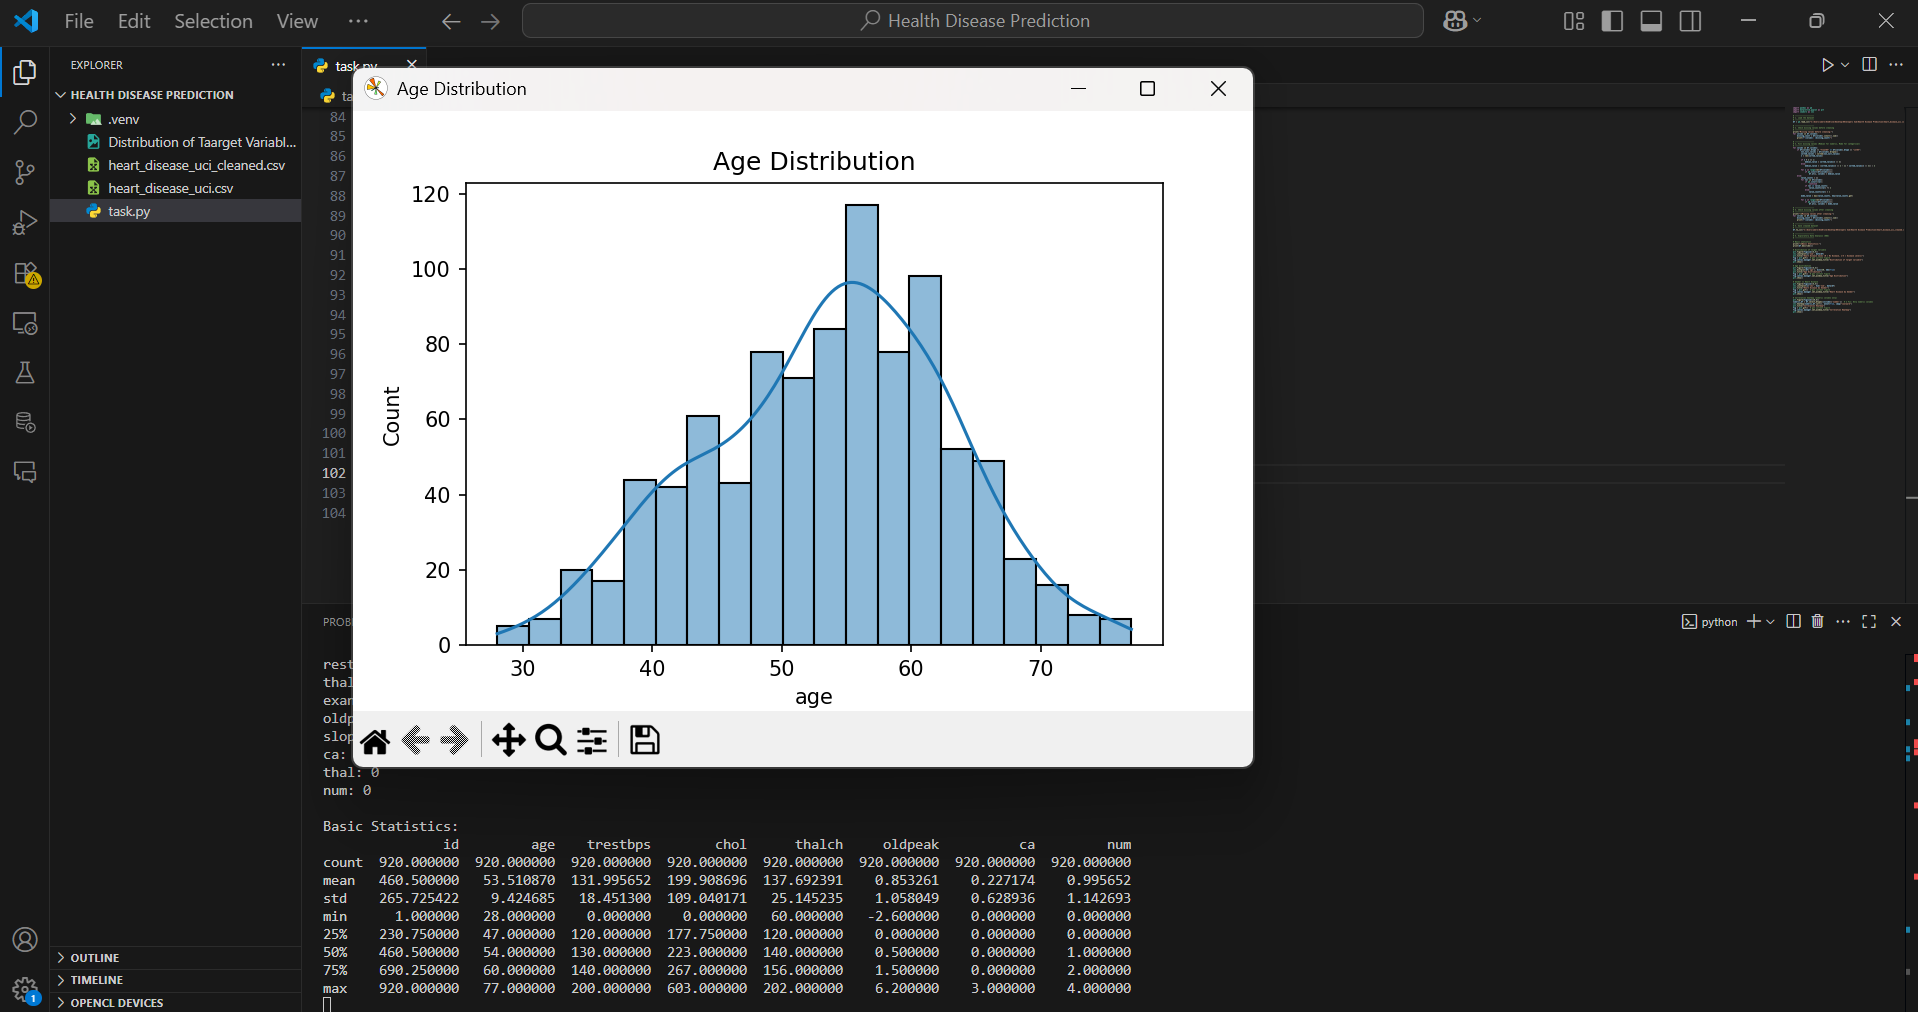 File Edit Selection View ··· Health Disease Prediction
EXPLORER ···
HEALTH DISEASE PREDICTION
.venv
Distribution of Taarget Variabl...
heart_disease_uci_cleaned.csv
heart_disease_uci.csv
task.py
OUTLINE
TIMELINE
OPENCL DEVICES
1
task.py
ta
84
85
86
87
88
89
90
91
92
93
94
95
96
97
98
99
100
101
102
103
104
Age Distribution
Age Distribution
120
100
80
60
40
20
0
Count
30 40 50 60 70
age
PROB
python
rest
thal
exan
oldp
slop
ca:
thal: 0
num: 0
Basic Statistics:
id age trestbps chol thalch oldpeak ca num
count 920.000000 920.000000 920.000000 920.000000 920.000000 920.000000 920.000000 920.000000
mean 460.500000 53.510870 131.995652 199.908696 137.692391 0.853261 0.227174 0.995652
std 265.725422 9.424685 18.451300 109.040171 25.145235 1.058049 0.628936 1.142693
min 1.000000 28.000000 0.000000 0.000000 60.000000 -2.600000 0.000000 0.000000
25% 230.750000 47.000000 120.000000 177.750000 120.000000 0.000000 0.000000 0.000000
50% 460.500000 54.000000 130.000000 223.000000 140.000000 0.500000 0.000000 1.000000
75% 690.250000 60.000000 140.000000 267.000000 156.000000 1.500000 0.000000 2.000000
max 920.000000 77.000000 200.000000 603.000000 202.000000 6.200000 3.000000 4.000000